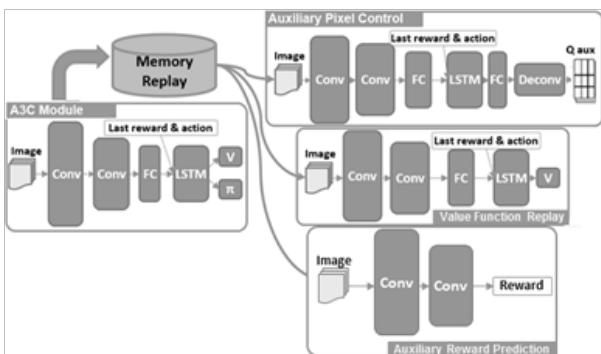 Auxiliary Pixel Control
Last reward & action
Q aux
Image
Conv
Conv
FC
LSTM
FC
Deconv
Memory
Replay
A3C Module
Last reward & action
Image
Conv
Conv
FC
LSTM
V
π
Last reward & action
Image
Conv
Conv
FC
LSTM
V
Value Function Replay
Image
Conv
Conv
Reward
Auxiliary Reward Prediction